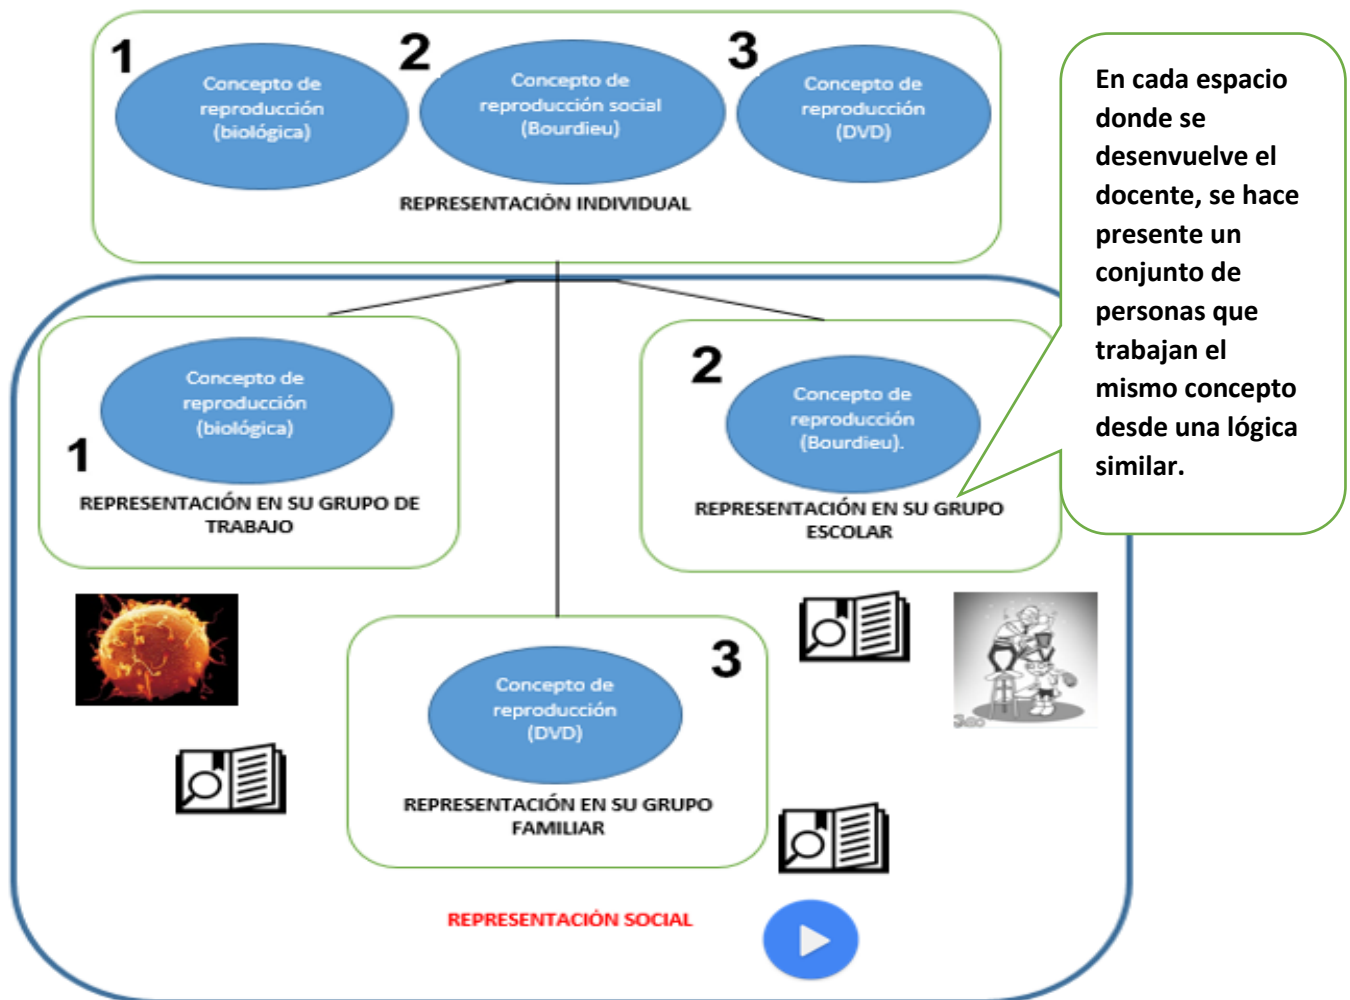 1
Concepto de
reproducción
(biológica)
2
Concepto de
reproducción social
(Bourdieu)
3
Concepto de
reproducción
(DVD)
REPRESENTACIÓN INDIVIDUAL
En cada espacio
donde se
desenvuelve el
docente, se hace
presente un
conjunto de
personas que
trabajan el
mismo concepto
desde una lógica
similar.
Concepto de
reproducción
(biológica)
1
REPRESENTACIÓN EN SU GRUPO DE
TRABAJO
2
Concepto de
reproducción
(Bourdieu).
REPRESENTACIÓN EN SU GRUPO
ESCOLAR
3
Concepto de
reproducción
(DVD)
REPRESENTACIÓN EN SU GRUPO
FAMILIAR
REPRESENTACIÓN SOCIAL